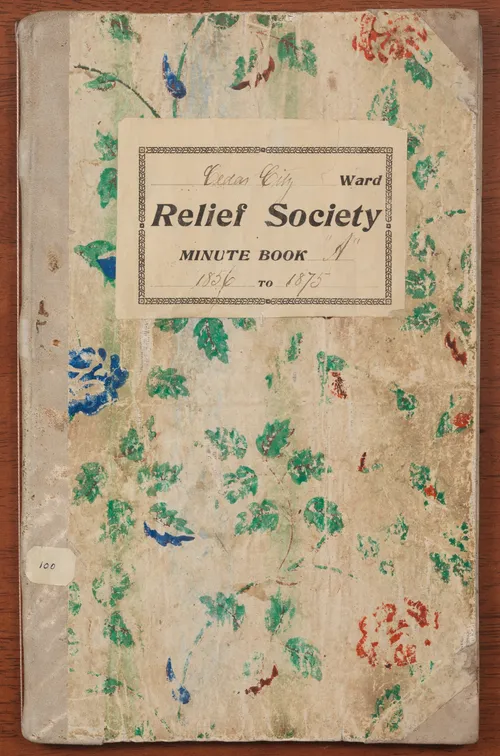 Cedar City Ward
Relief Society
MINUTE BOOK "A"
1856 TO 1875
100